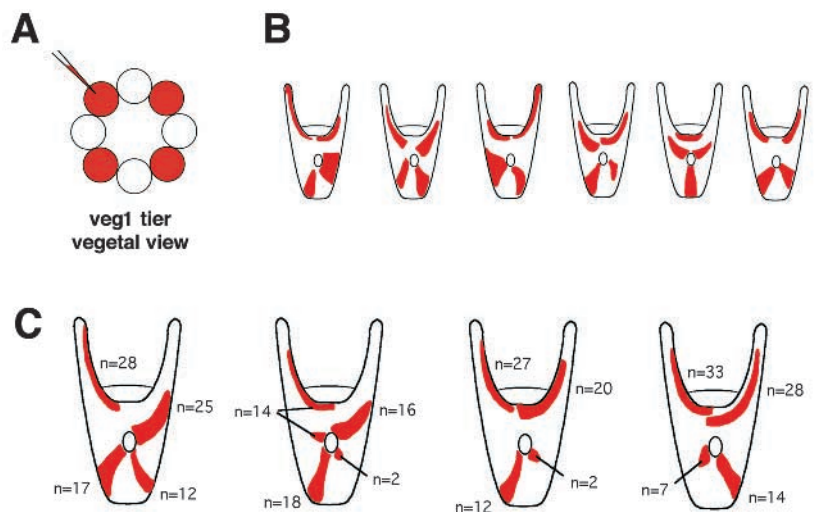 A
B
veg1 tier
vegetal view
C
n=28
n=25
n=17
n=12
n=14
n=16
n=2
n=18
n=27
n=20
n=2
n=12
n=33
n=28
n=7
n=14